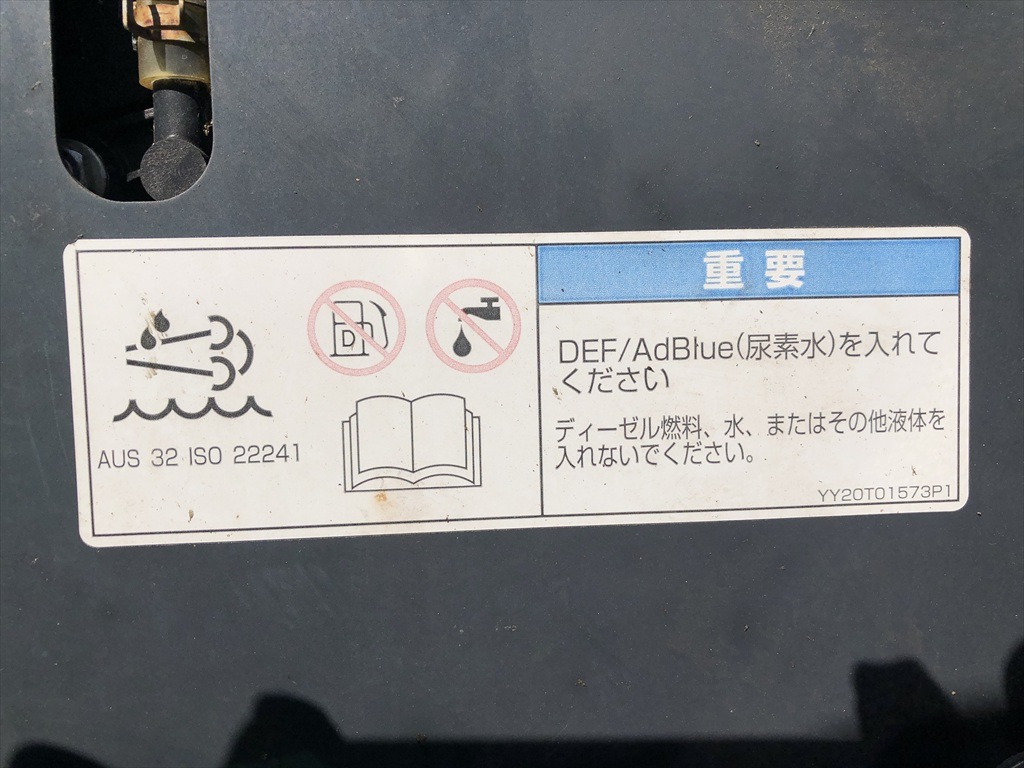 重要
DEF/AdBlue(尿素水)を入れて
ください
ディーゼル燃料、水、またはその他液体を
入れないでください。
YY20T01573P1
D
AUS 32 ISO 22241